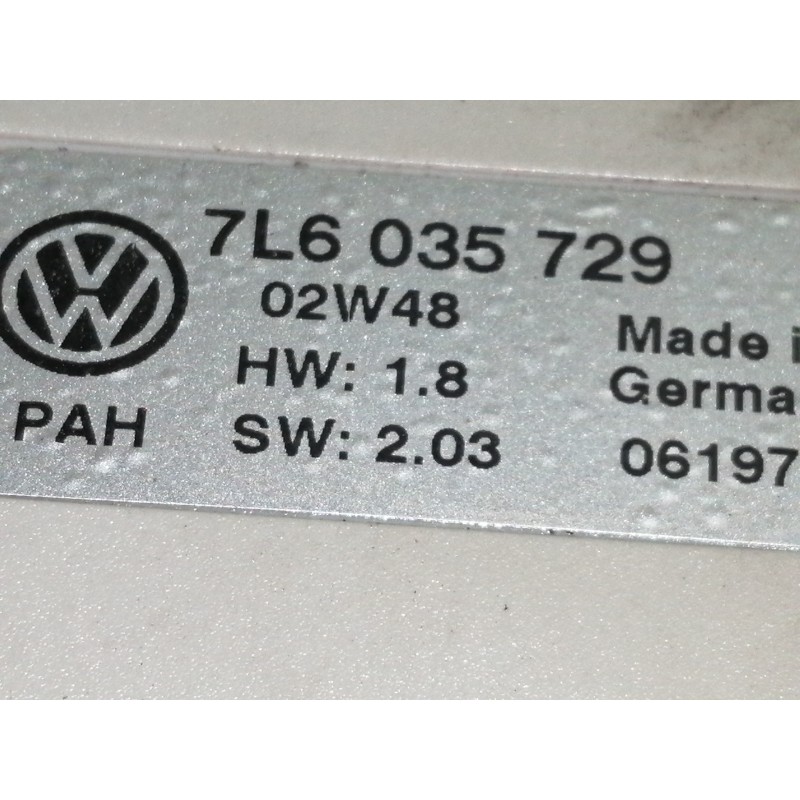 7L6 035 729
02W48
HW: 1.8
SW: 2.03
PAH
Made i
Germa
06197